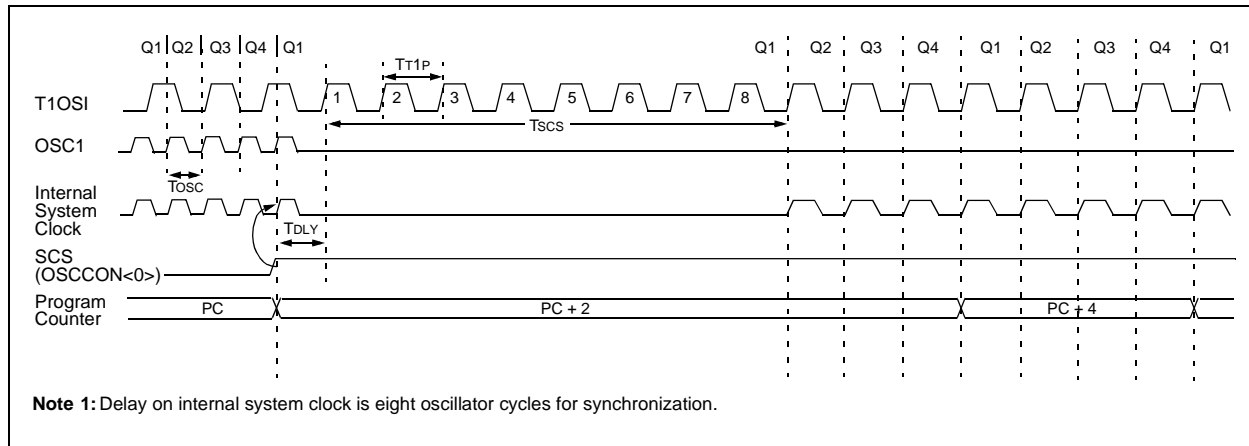 Q1 Q2 Q3 Q4 Q1 Q1 Q2 Q3 Q4 Q1 Q2 Q3 Q4 Q1
TT1P
T1OSI
1 2 3 4 5 6 7 8
TSCS
OSC1
TOSC
Internal
System
Clock
TDLY
SCS
(OSCCON<0>)
Program
Counter
PC PC + 2 PC + 4
Note 1: Delay on internal system clock is eight oscillator cycles for synchronization.